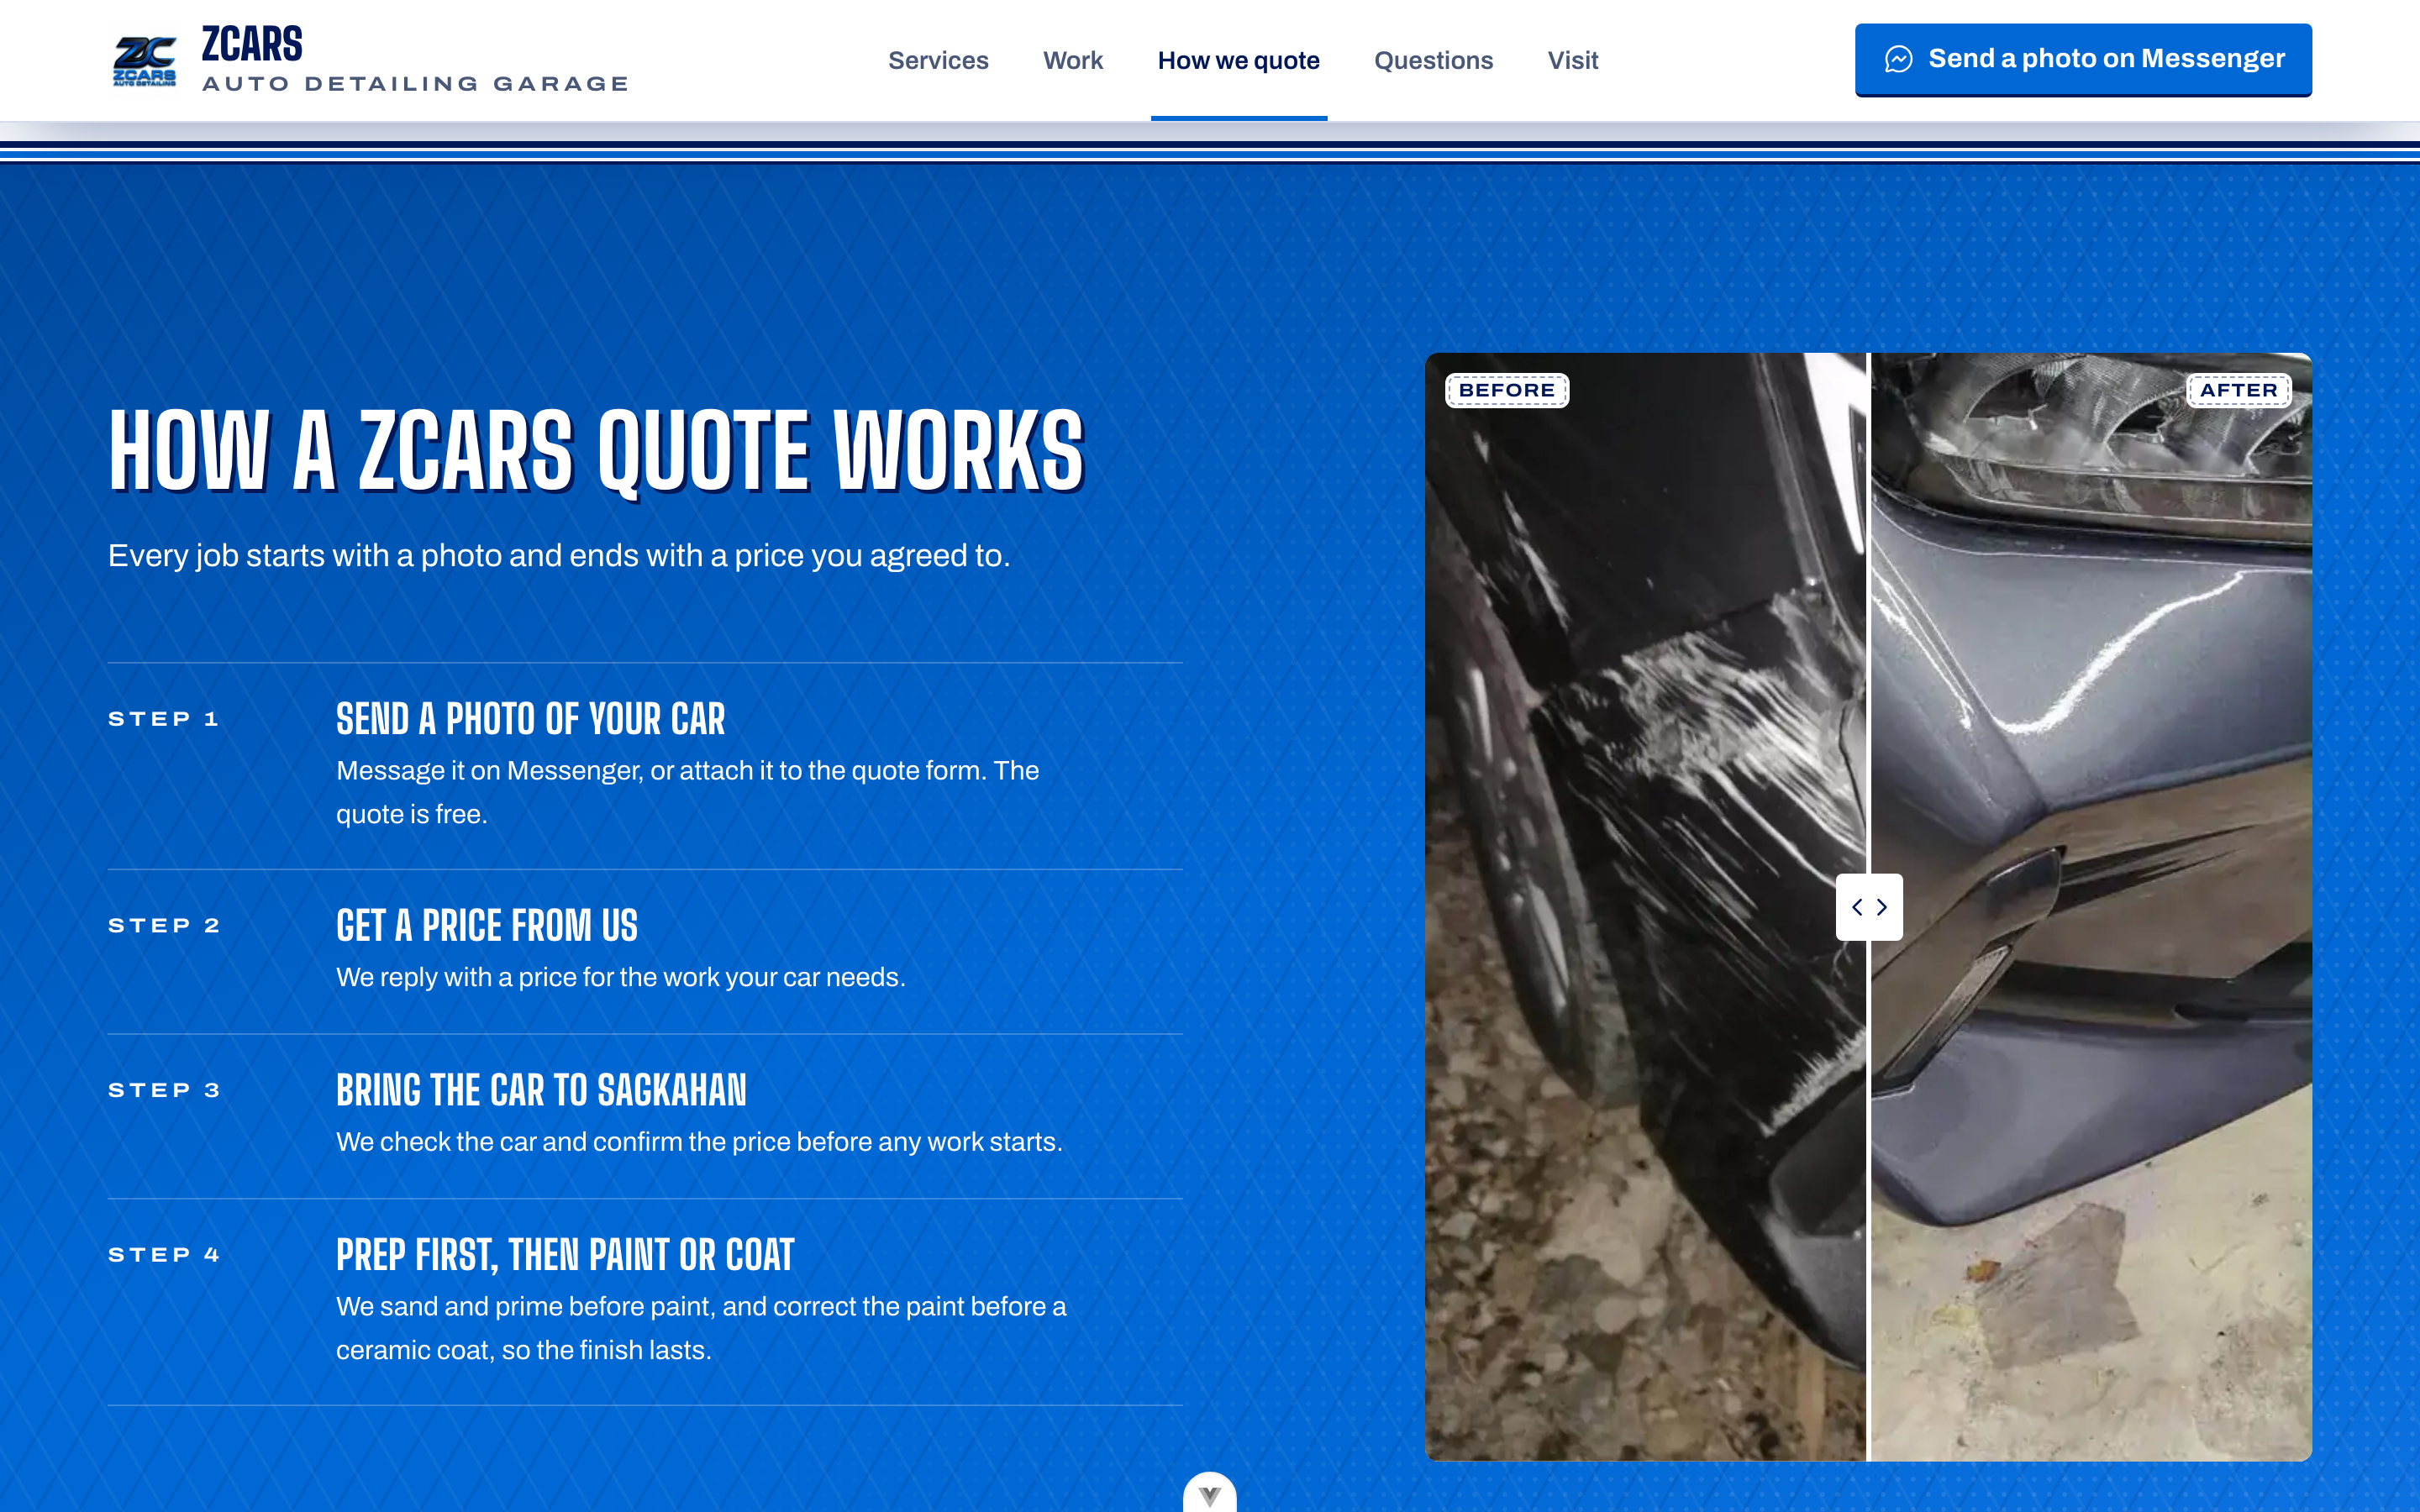 ZC
ZCARS
AUTO DETAILING
ZCARS
AUTO DETAILING GARAGE
Services
Work
How we quote
Questions
Visit
Send a photo on Messenger
BEFORE
AFTER
HOW A ZCARS QUOTE WORKS
Every job starts with a photo and ends with a price you agreed to.
STEP 1
SEND A PHOTO OF YOUR CAR
Message it on Messenger, or attach it to the quote form. The
quote is free.
STEP 2
GET A PRICE FROM US
We reply with a price for the work your car needs.
STEP 3
BRING THE CAR TO SAGKAHAN
We check the car and confirm the price before any work starts.
STEP 4
PREP FIRST, THEN PAINT OR COAT
We sand and prime before paint, and correct the paint before a
ceramic coat, so the finish lasts.